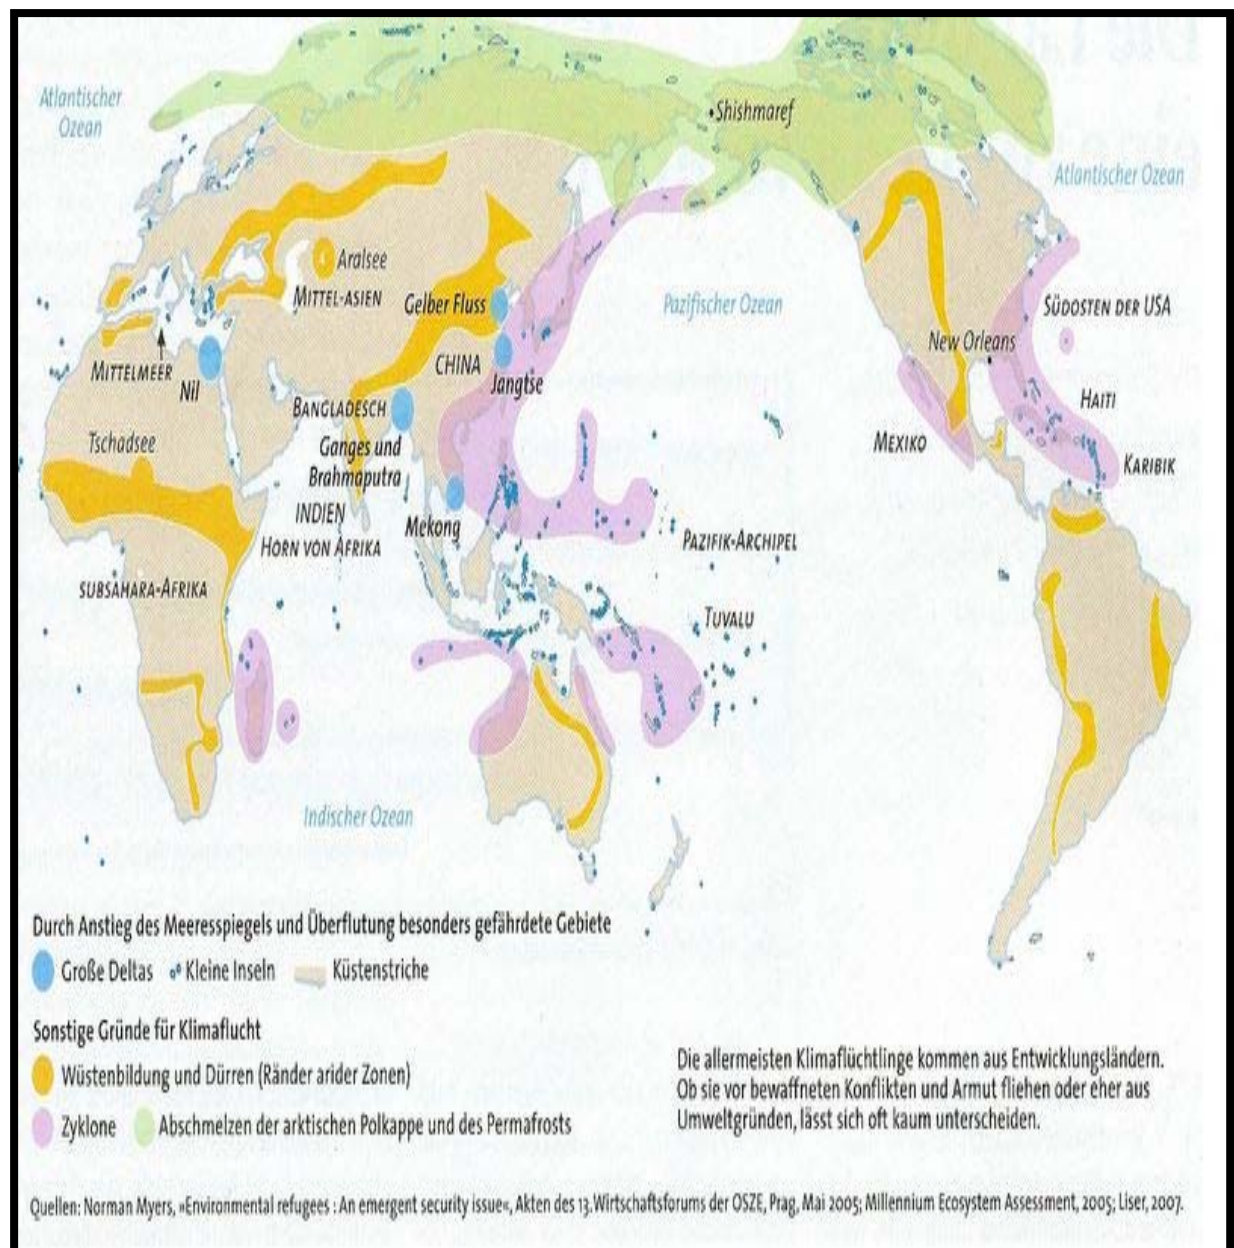 Atlantischer
Ozean
Shishmaref
Atlantischer Ozean
Aralsee
MITTEL-ASIEN
Gelber Fluss
Pazifischer Ozean
SÜDOSTEN DER USA
New Orleans
MITTELMEER
Nil
CHINA
Jangtse
BANGLADESCH
HAITI
Tschadsee
Ganges und
Brahmaputra
MEXIKO
KARIBIK
INDIEN
Mekong
HORN VON AFRIKA
PAZIFIK-ARCHIPEL
SUBSAHARA-AFRIKA
TUVALU
Indischer Ozean
Durch Anstieg des Meeresspiegels und Überflutung besonders gefährdete Gebiete
Große Deltas Kleine Inseln Küstenstriche
Sonstige Gründe für Klimaflucht
Wüstenbildung und Dürren (Ränder arider Zonen)
Zyklone Abschmelzen der arktischen Polkappe und des Permafrosts
Die allermeisten Klimaflüchtlinge kommen aus Entwicklungsländern.
Ob sie vor bewaffneten Konflikten und Armut fliehen oder eher aus
Umweltgründen, lässt sich oft kaum unterscheiden.
Quellen: Norman Myers, »Environmental refugees : An emergent security issue«, Akten des 13. Wirtschaftsforums der OSZE, Prag, Mai 2005; Millennium Ecosystem Assessment, 2005; Liser, 2007.